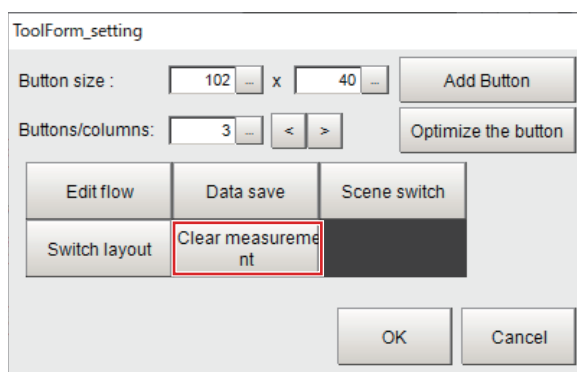 ToolForm_setting
Button size : 102 ... x 40 ... Add Button
Buttons/columns: 3 ... < > Optimize the button
Edit flow Data save Scene switch
Switch layout Clear measureme
nt
OK Cancel